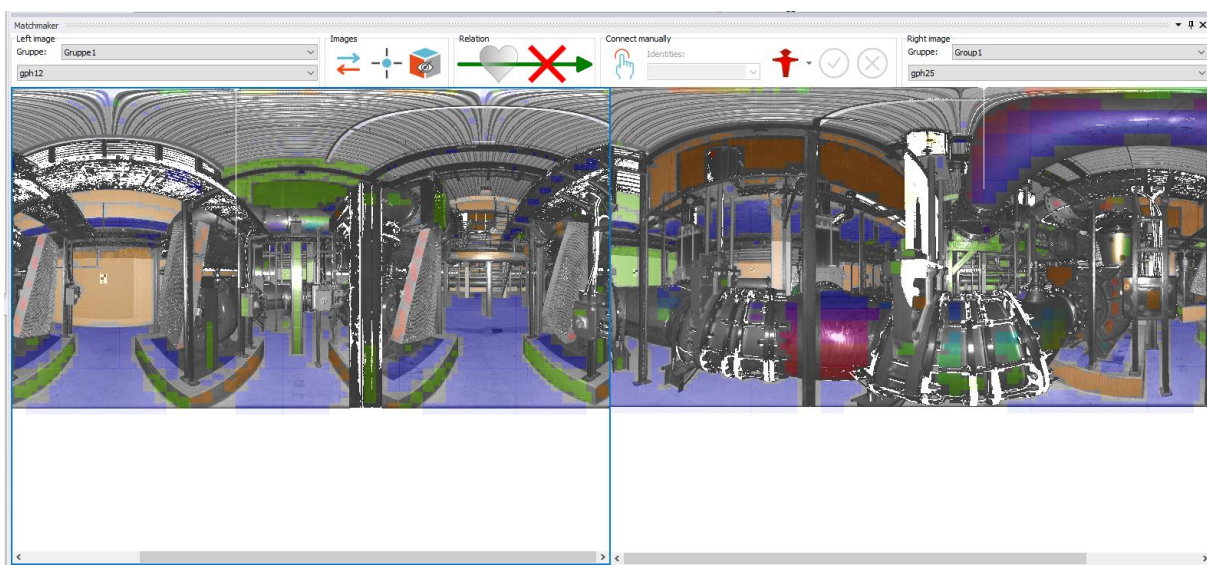 Matchmaker
Left image
Gruppe: Gruppe1
gph12
Images
Relation
Connect manually
Identities:
Right image
Gruppe: Group1
gph25